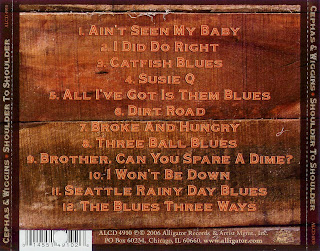 CEPHAS & WIGGINS • SHOULDER TO SHOULDER
ALCD 4910
1. AIN'T SEEN MY BABY
2. I DID DO RIGHT
3. CATFISH BLUES
4. SUSIE Q
5. ALL I'VE GOT IS THEM BLUES
6. DIRT ROAD
7. BROKE AND HUNGRY
8. THREE BALL BLUES
9. BROTHER, CAN YOU SPARE A DIME?
10. I WON'T BE DOWN
11. SEATTLE RAINY DAY BLUES
12. THE BLUES THREE WAYS
ALCD 4910 ℗ © 2006 Alligator Records & Artist Mgmt., Inc.
PO Box 60234, Chicago, IL 60660, www.alligator.com
CEPHAS & WIGGINS • SHOULDER TO SHOULDER
ALCD 4910